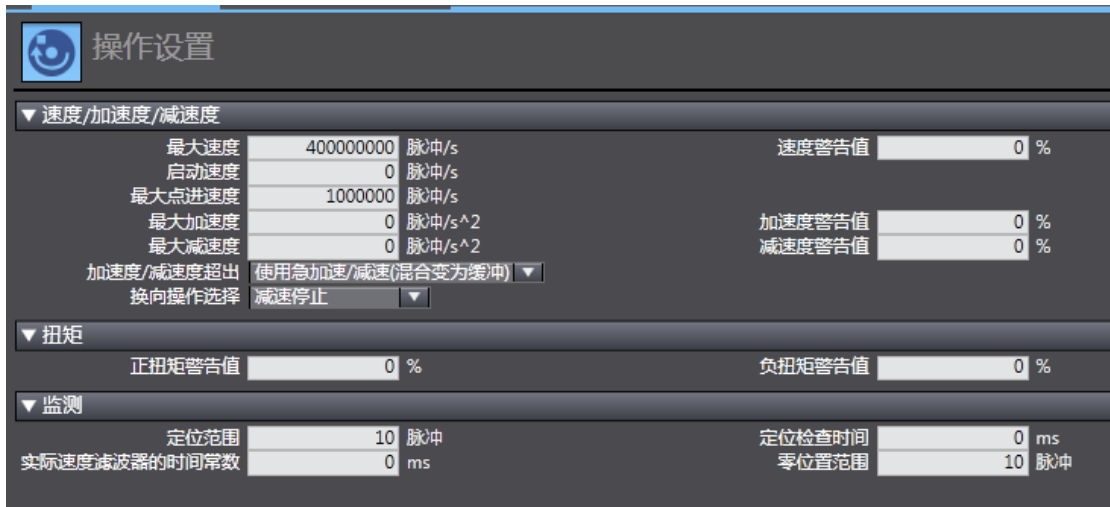 操作设置
▼ 速度/加速度/减速度
最大速度 400000000 脉冲/s 速度警告值 0 %
启动速度 0 脉冲/s
最大点进速度 1000000 脉冲/s
最大加速度 0 脉冲/s^2 加速度警告值 0 %
最大减速度 0 脉冲/s^2 减速度警告值 0 %
加速度/减速度超出 使用急加速/减速(混合变为缓冲) ▼
换向操作选择 减速停止 ▼
▼ 扭矩
正扭矩警告值 0 % 负扭矩警告值 0 %
▼ 监测
定位范围 10 脉冲 定位检查时间 0 ms
实际速度滤波器的时间常数 0 ms 零位置范围 10 脉冲